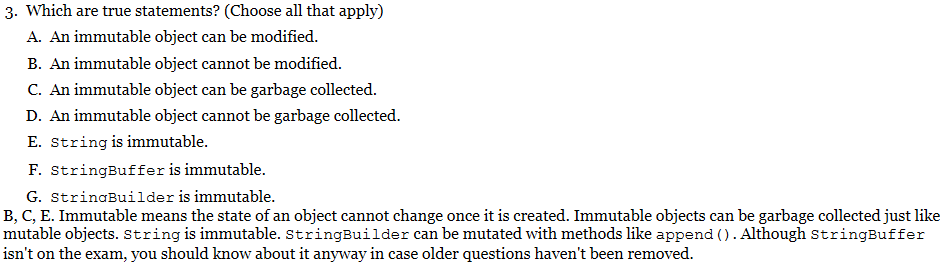 3. Which are true statements? (Choose all that apply)
A. An immutable object can be modified.
B. An immutable object cannot be modified.
C. An immutable object can be garbage collected.
D. An immutable object cannot be garbage collected.
E. String is immutable.
F. StringBuffer is immutable.
G. StringBuilder is immutable.
B, C, E. Immutable means the state of an object cannot change once it is created. Immutable objects can be garbage collected just like
mutable objects. String is immutable. StringBuilder can be mutated with methods like append(). Although StringBuffer
isn't on the exam, you should know about it anyway in case older questions haven't been removed.